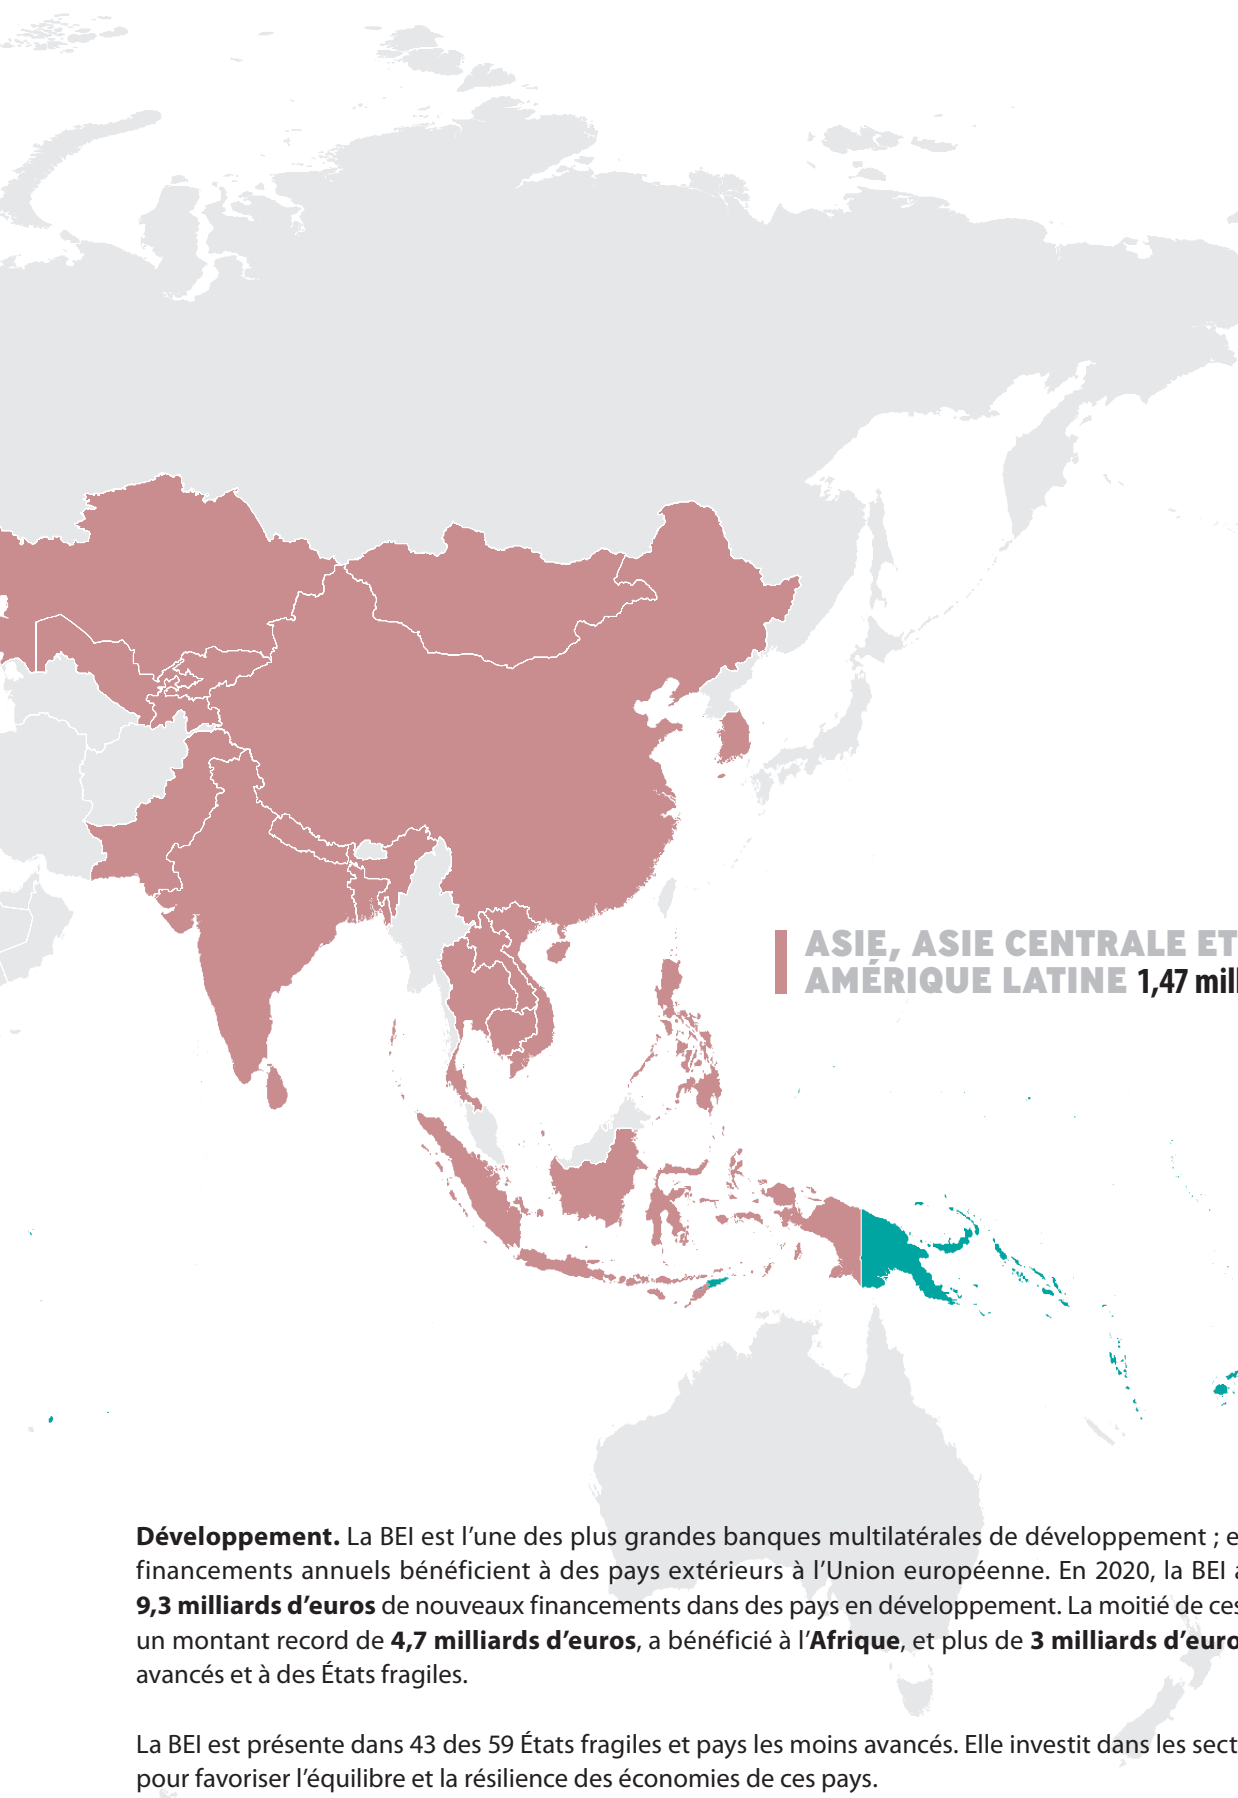 ASIE, ASIE CENTRALE ET
AMÉRIQUE LATINE 1,47 mill
Développement. La BEI est l’une des plus grandes banques multilatérales de développement ; e
financements annuels bénéficient à des pays extérieurs à l’Union européenne. En 2020, la BEI a
9,3 milliards d’euros de nouveaux financements dans des pays en développement. La moitié de ces
un montant record de 4,7 milliards d’euros, a bénéficié à l’Afrique, et plus de 3 milliards d’euro
avancés et à des États fragiles.
La BEI est présente dans 43 des 59 États fragiles et pays les moins avancés. Elle investit dans les sect
pour favoriser l’équilibre et la résilience des économies de ces pays.